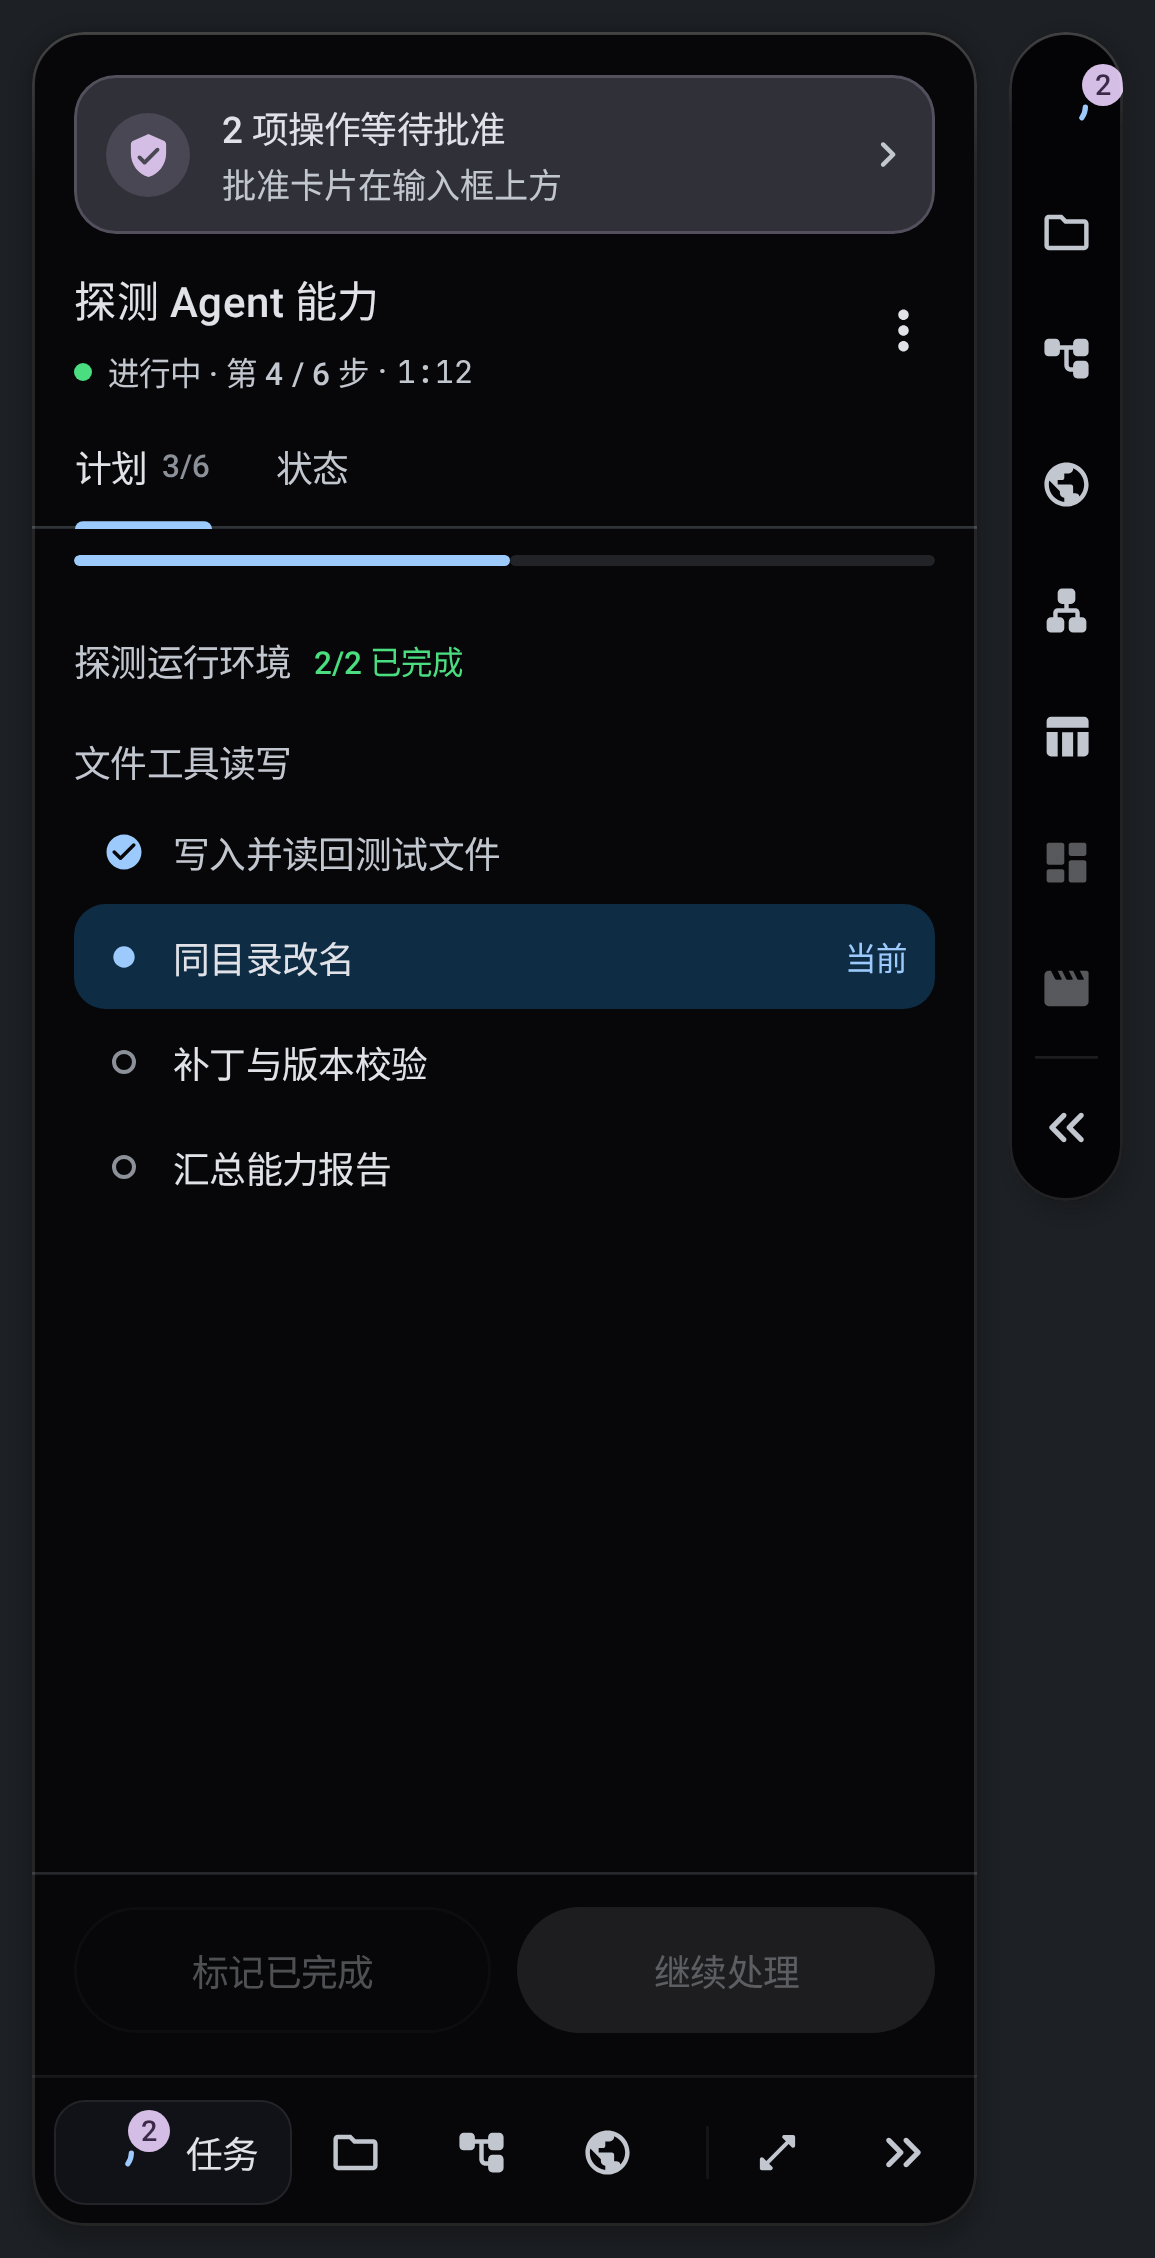 2 项操作等待批准
批准卡片在输入框上方
探测 Agent 能力
进行中 · 第 4 / 6 步 · 1:12
计划 3/6 状态
探测运行环境 2/2 已完成
文件工具读写
写入并读回测试文件
同目录改名 当前
补丁与版本校验
汇总能力报告
标记已完成 继续处理
2 任务
2